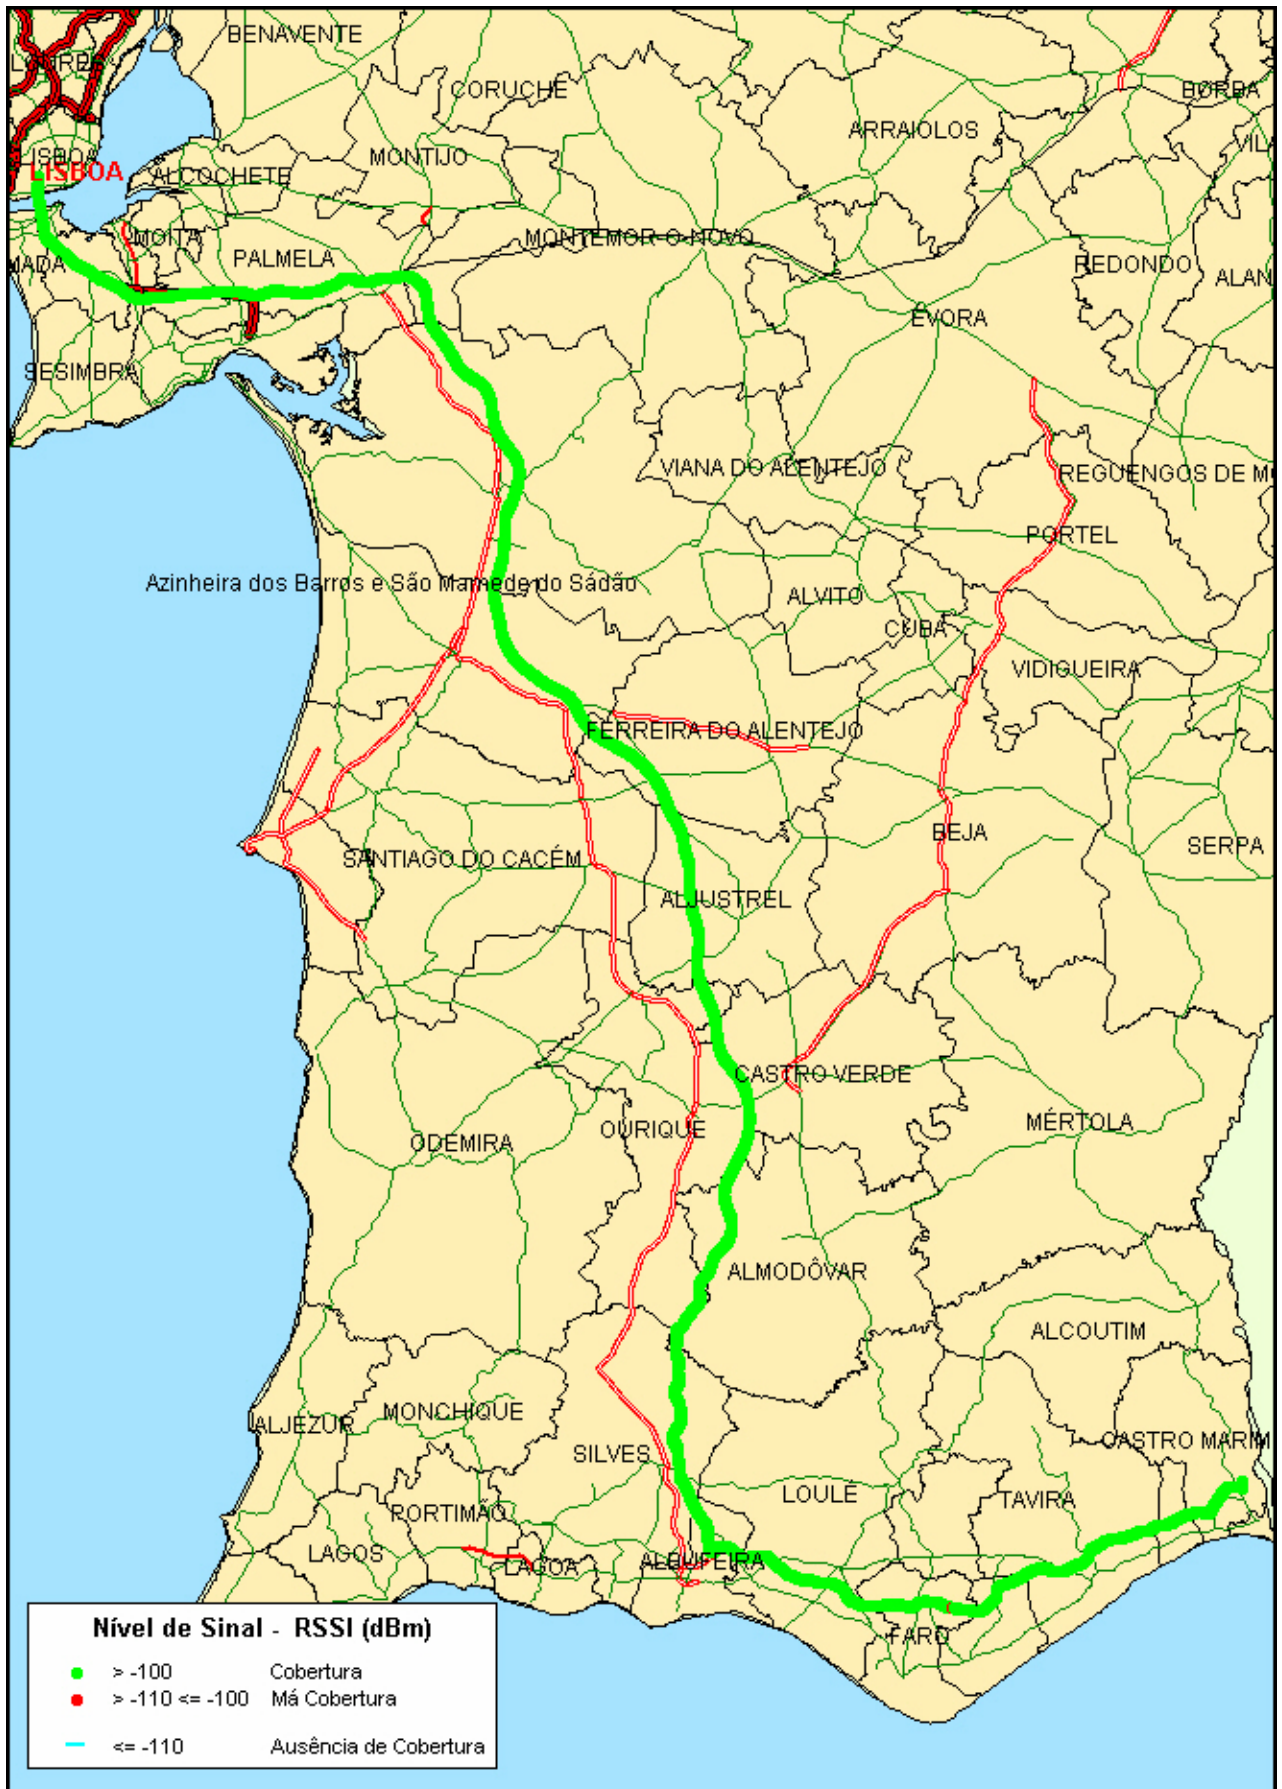 BENAVENTE
CORUCHE
BORBA
ARRAIOLOS
MONTIJO
LISBOA
ALCOCHETE
MOITA
MONTEMOR-O-NOVO
PALMELA
REDONDO
ALAN
MADA
ÉVORA
SESIMBRA
VIANA DO ALENTEJO
REGUENGOS DE M
PORTEL
Azinheira dos Barros e São Mamede do Sádão
ALVITO
CUBA
VIDIGUEIRA
FERREIRA DO ALENTEJO
BEJA
SERPA
SANTIAGO DO CACÉM
ALJUSTREL
CASTRO VERDE
MÉRTOLA
OURIQUE
ODEMIRA
ALMODÔVAR
ALCOUTIM
MONCHIQUE
ALJEZUR
CASTRO MARIM
SILVES
LOULÉ
TAVIRA
PORTIMÃO
LAGOS
LAGOA
ALBUFEIRA
FARO
Nível de Sinal - RSSI (dBm)
> -100 Cobertura
> -110 <= -100 Má Cobertura
<= -110 Ausência de Cobertura